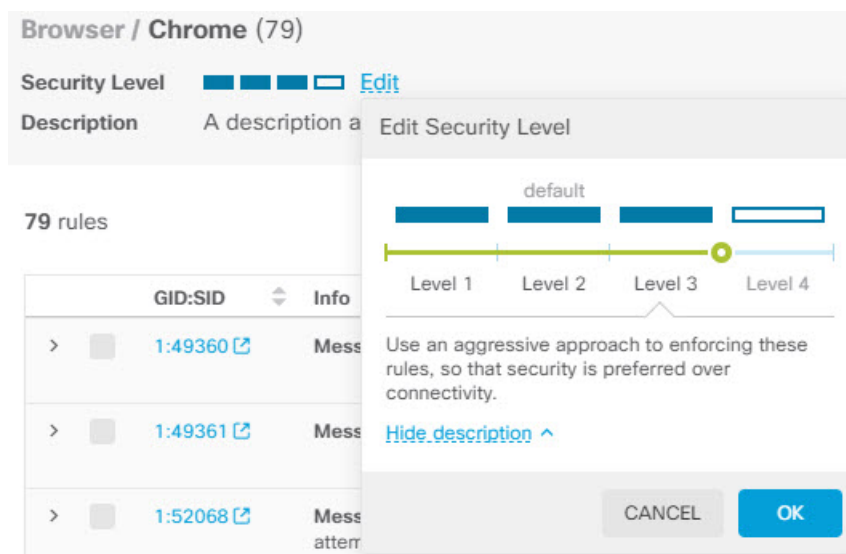 Browser / Chrome (79)
Security Level Edit
Description A description a
Edit Security Level
default
Level 1 Level 2 Level 3 Level 4
Use an aggressive approach to enforcing these
rules, so that security is preferred over
connectivity.
Hide description
CANCEL OK
79 rules
GID:SID Info
1:49360 Mess
1:49361 Mess
1:52068 Mess
attem